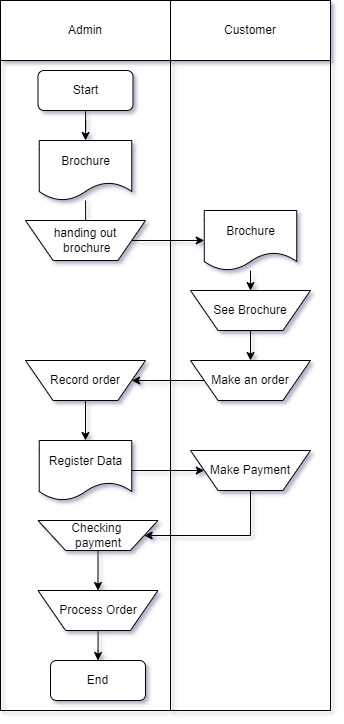 Admin
Customer
Start
Brochure
handing out
brochure
Brochure
See Brochure
Record order
Make an order
Register Data
Make Payment
Checking
payment
Process Order
End